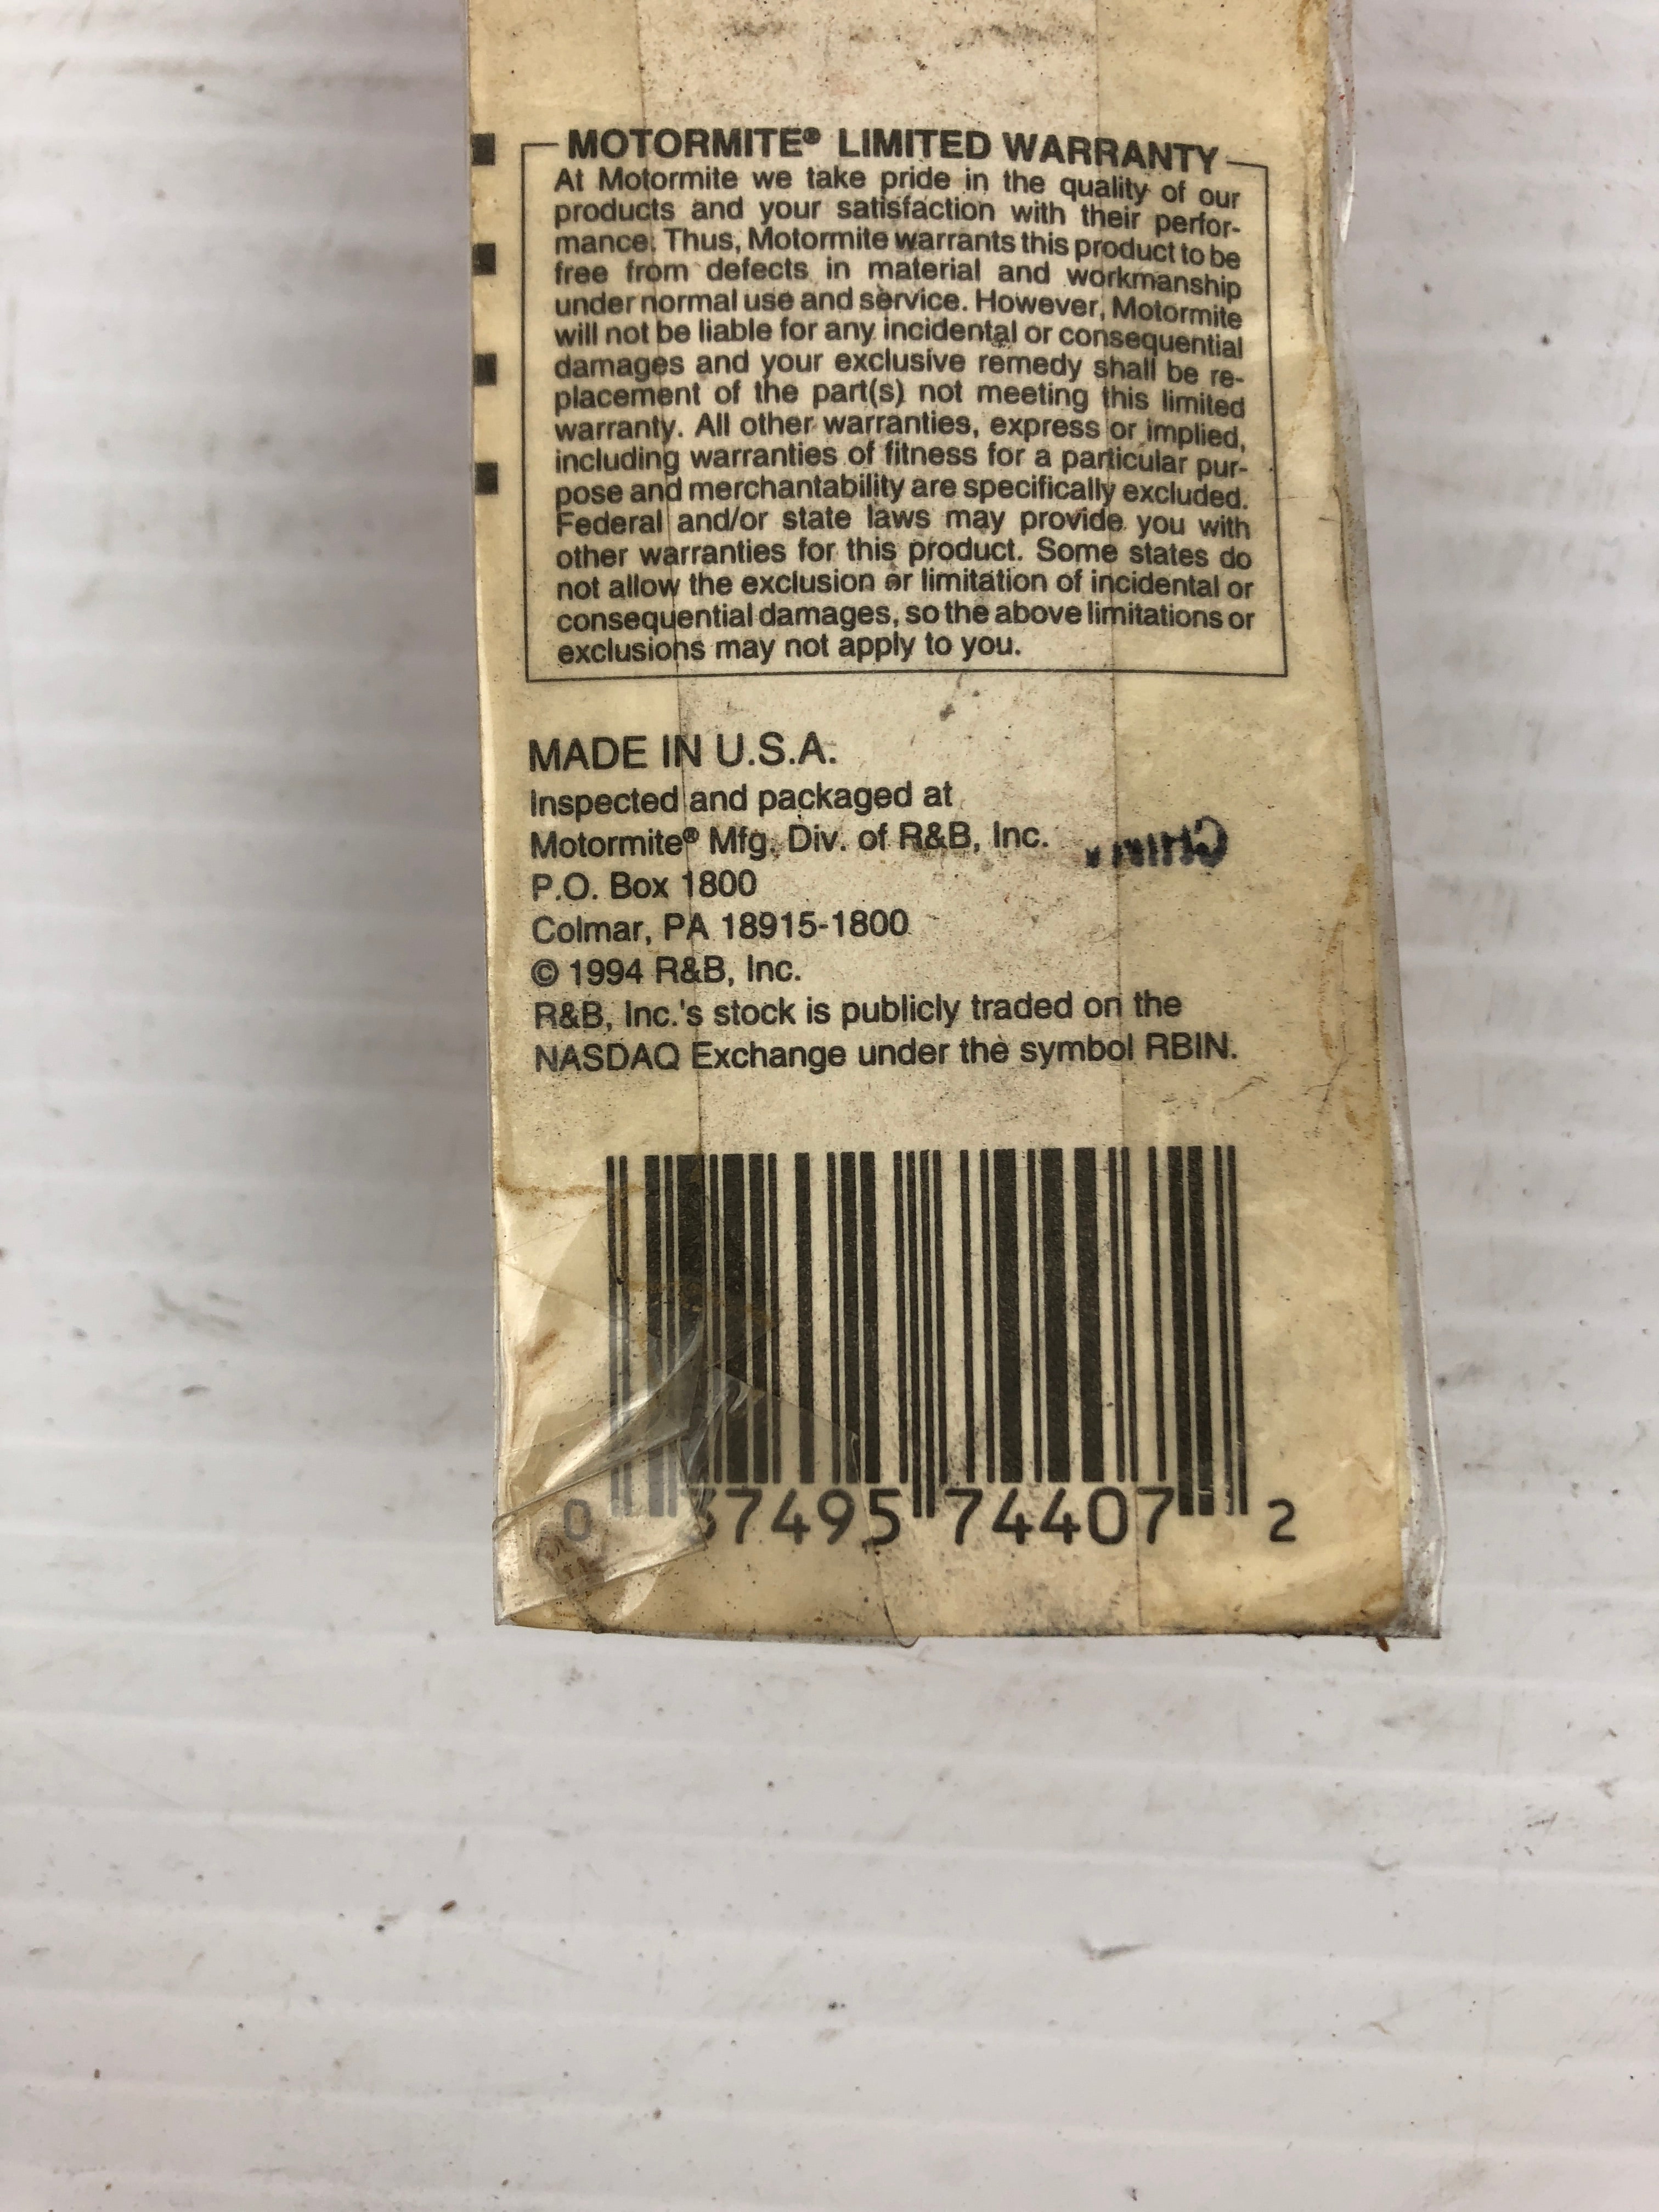 MOTORMITE® LIMITED WARRANTY
At Motormite we take pride in the quality of our
products and your satisfaction with their perfor-
mance. Thus, Motormite warrants this product to be
free from defects in material and workmanship
under normal use and service. However, Motormite
will not be liable for any incidental or consequential
damages and your exclusive remedy shall be re-
placement of the part(s) not meeting this limited
warranty. All other warranties, express or implied,
including warranties of fitness for a particular pur-
pose and merchantability are specifically excluded.
Federal and/or state laws may provide you with
other warranties for this product. Some states do
not allow the exclusion or limitation of incidental or
consequential damages, so the above limitations or
exclusions may not apply to you.
MADE IN U.S.A.
Inspected and packaged at
Motormite® Mfg. Div. of R&B, Inc.
P.O. Box 1800
Colmar, PA 18915-1800
© 1994 R&B, Inc.
R&B, Inc.'s stock is publicly traded on the
NASDAQ Exchange under the symbol RBIN.
0 37495 74407 2